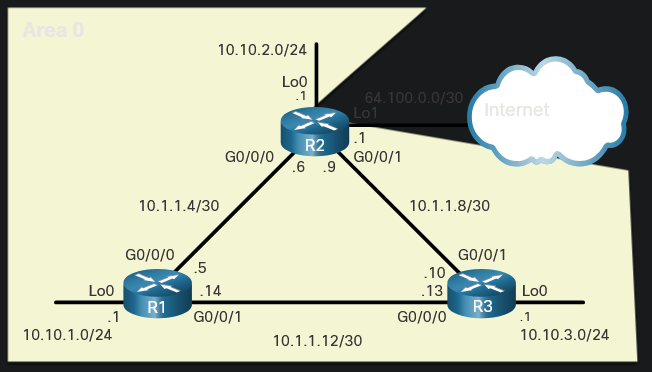 Area 0
10.10.2.0/24
Lo0
.1
64.100.0.0/30
Lo1
.1
Internet
R2
G0/0/0
.6
.9
G0/0/1
10.1.1.4/30
10.1.1.8/30
G0/0/0
.5
G0/0/1
.10
Lo0
.1
R1
.14
G0/0/1
.13
G0/0/0
R3
Lo0
.1
10.10.1.0/24
10.1.1.12/30
10.10.3.0/24